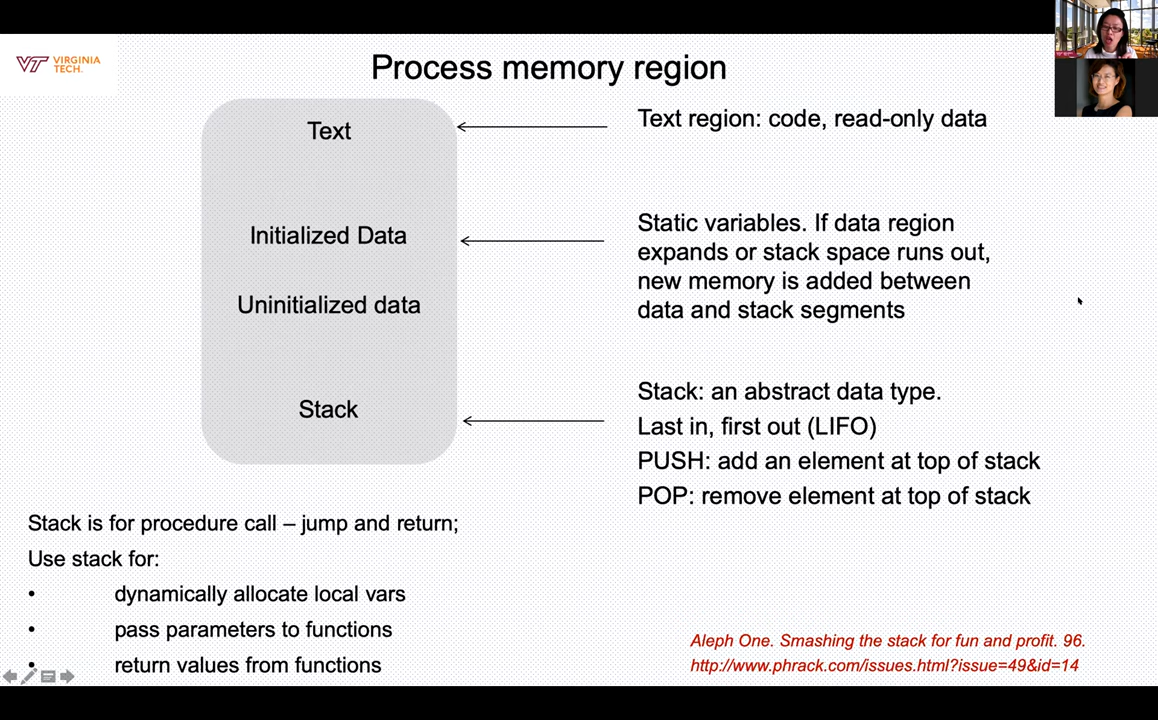 VT VIRGINIA
TECH.
Process memory region
Text
Text region: code, read-only data
Initialized Data
Uninitialized data
Static variables. If data region
expands or stack space runs out,
new memory is added between
data and stack segments
Stack
Stack: an abstract data type.
Last in, first out (LIFO)
PUSH: add an element at top of stack
POP: remove element at top of stack
Stack is for procedure call – jump and return;
Use stack for:
• dynamically allocate local vars
• pass parameters to functions
• return values from functions
Aleph One. Smashing the stack for fun and profit. 96.
http://www.phrack.com/issues.html?issue=49&id=14